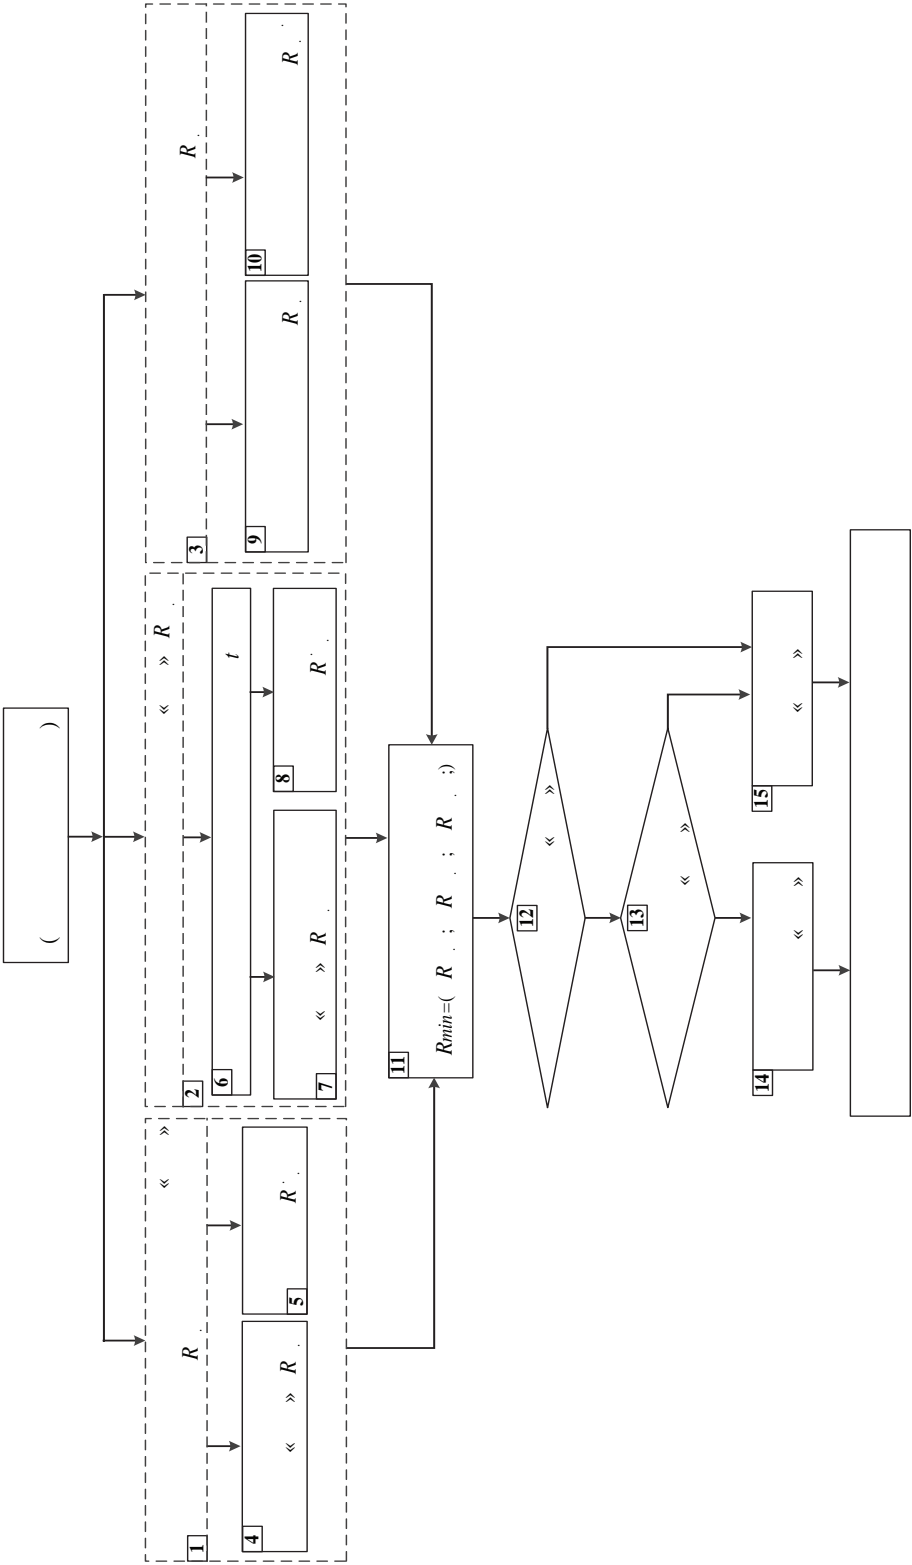 ( )
« »
R .
1
4
« » R .
5
R .
« » R .
2
6
t
7
« » R .
8
R .
R .
3
9
R .
10
R .
11
Rmin=( R . ; R . ; R . ;)
12
« »
13
« »
14
« »
15
« »